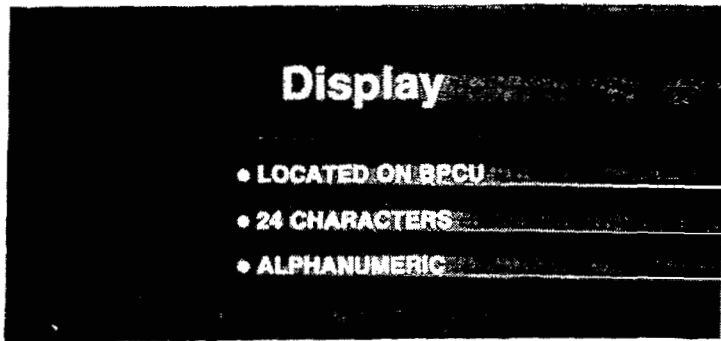 Display
• LOCATED ON BPCU
• 24 CHARACTERS
• ALPHANUMERIC